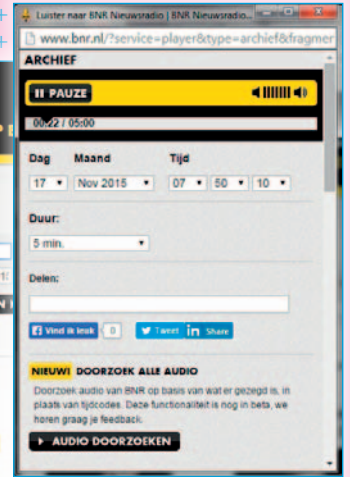 Luister naar BNR Nieuwsradio | BNR Nieuwsradio...
www.bnr.nl/?service=player&type=archief&fragmer
ARCHIEF
PAUZE
00:22 / 05:00
Dag Maand Tijd
17 Nov 2015 07 50 10
Duur:
5 min.
Delen:
Vind ik leuk 0 Tweet in Share
NIEUW! DOORZOEK ALLE AUDIO
Doorzoek audio van BNR op basis van wat er gezegd is, in
plaats van tijdcodes. Deze functionaliteit is nog in beta, we
horen graag je feedback.
AUDIO DOORZOEKEN